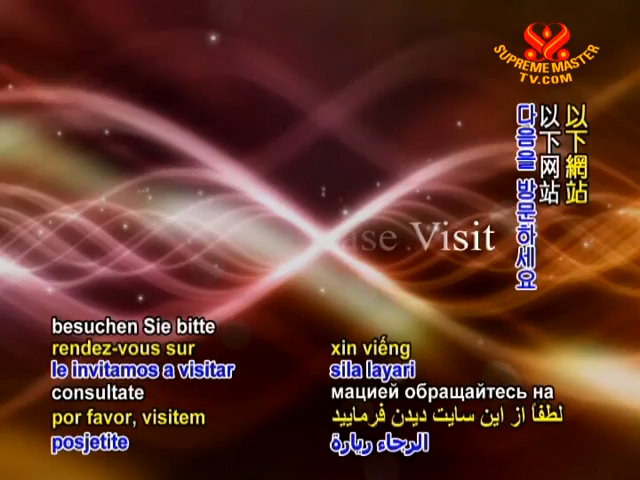 SUPREME MASTER
TV.COM
以下網站
以下网站
다음을 방문하세요
se Visit
besuchen Sie bitte
rendez-vous sur
le invitamos a visitar
consultate
por favor, visitem
posjetite
xin viếng
sila layari
мацией обращайтесь на
لطفاً از این سایت دیدن فرمایید
الرجاء زيارة